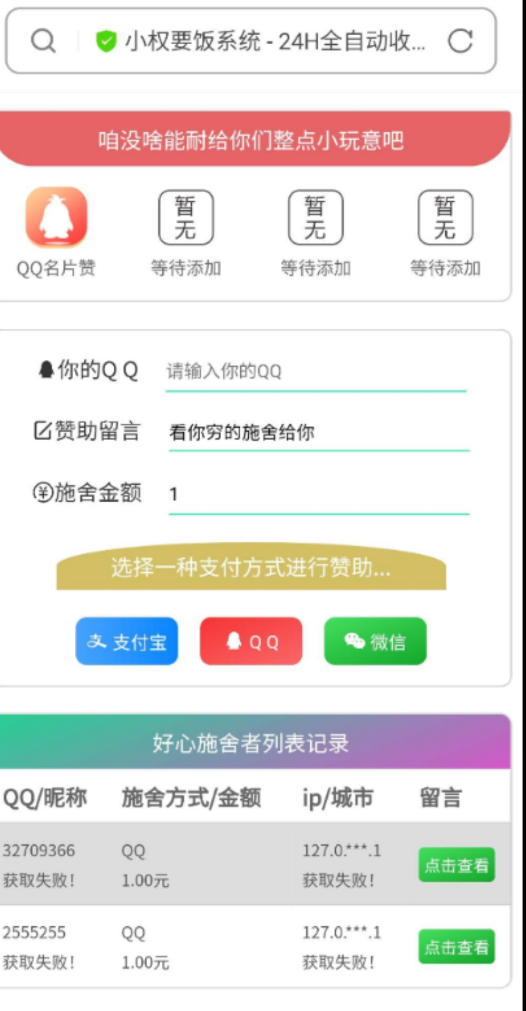 小权要饭系统 - 24H全自动收...
咱没啥能耐给你们整点小玩意吧
暂无 暂无 暂无
QQ名片赞 等待添加 等待添加 等待添加
你的QQ 请输入你的QQ
赞助留言 看你穷的施舍给你
施舍金额 1
选择一种支付方式进行赞助...
支付宝 QQ 微信
好心施舍者列表记录
QQ/昵称 施舍方式/金额 ip/城市 留言
32709366 QQ 127.0.***.1
获取失败! 1.00元 获取失败! 点击查看
2555255 QQ 127.0.***.1
获取失败! 1.00元 获取失败! 点击查看